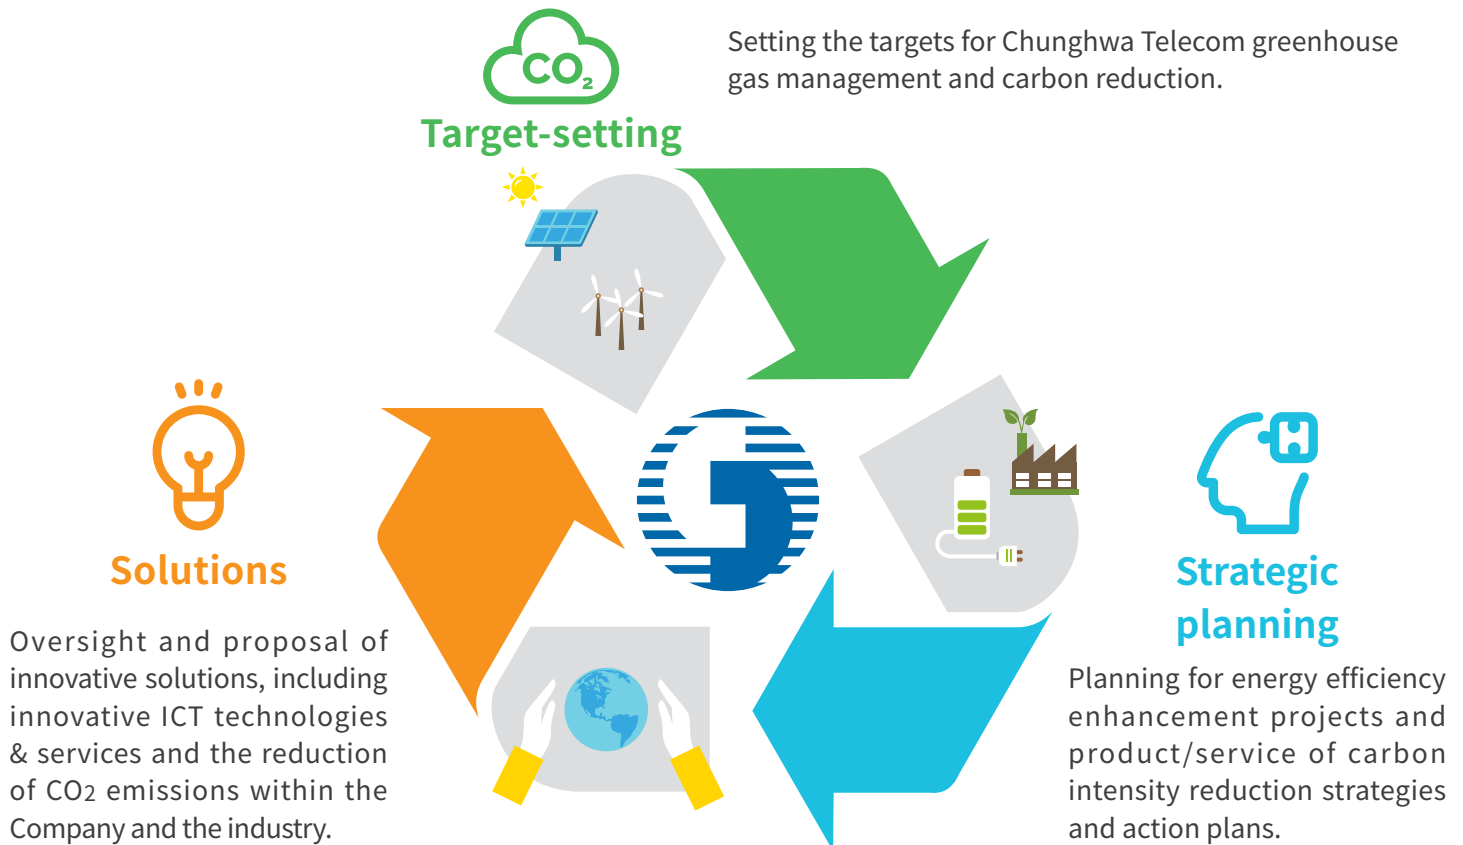 CO2
Target-setting
Setting the targets for Chunghwa Telecom greenhouse
gas management and carbon reduction.
Solutions
Oversight and proposal of
innovative solutions, including
innovative ICT technologies
& services and the reduction
of CO2 emissions within the
Company and the industry.
Strategic
planning
Planning for energy efficiency
enhancement projects and
product/service of carbon
intensity reduction strategies
and action plans.